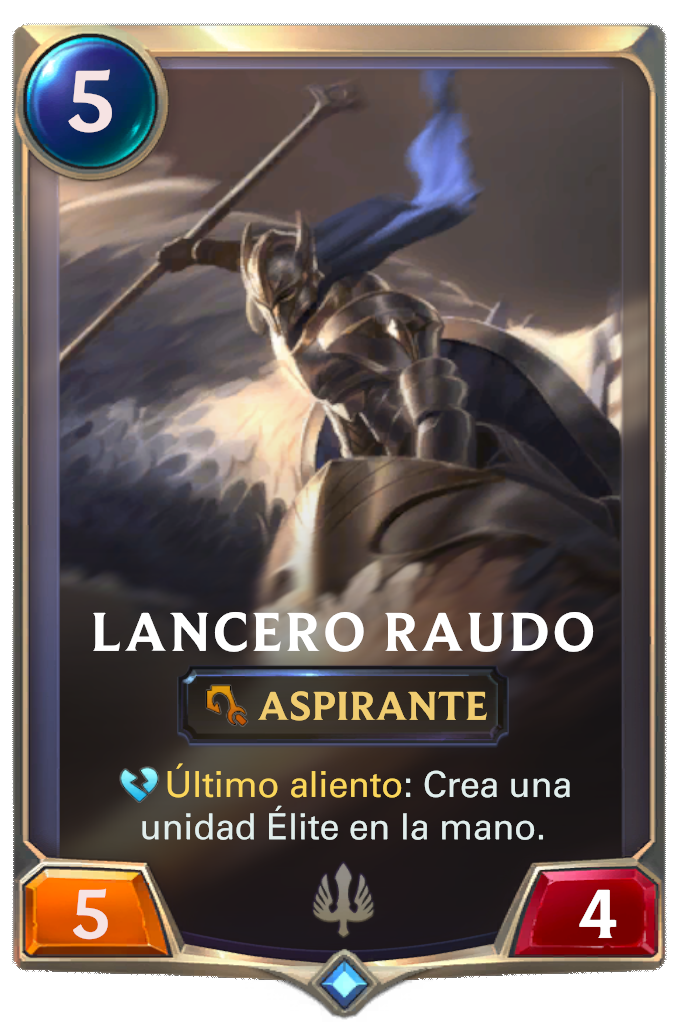 5
LANCERO RAUDO
ASPIRANTE
Último aliento: Crea una
unidad Élite en la mano.
5
4